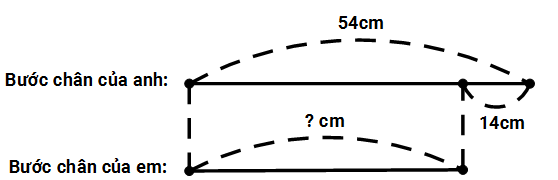 54cm
Bước chân của anh:
14cm
? cm
Bước chân của em: